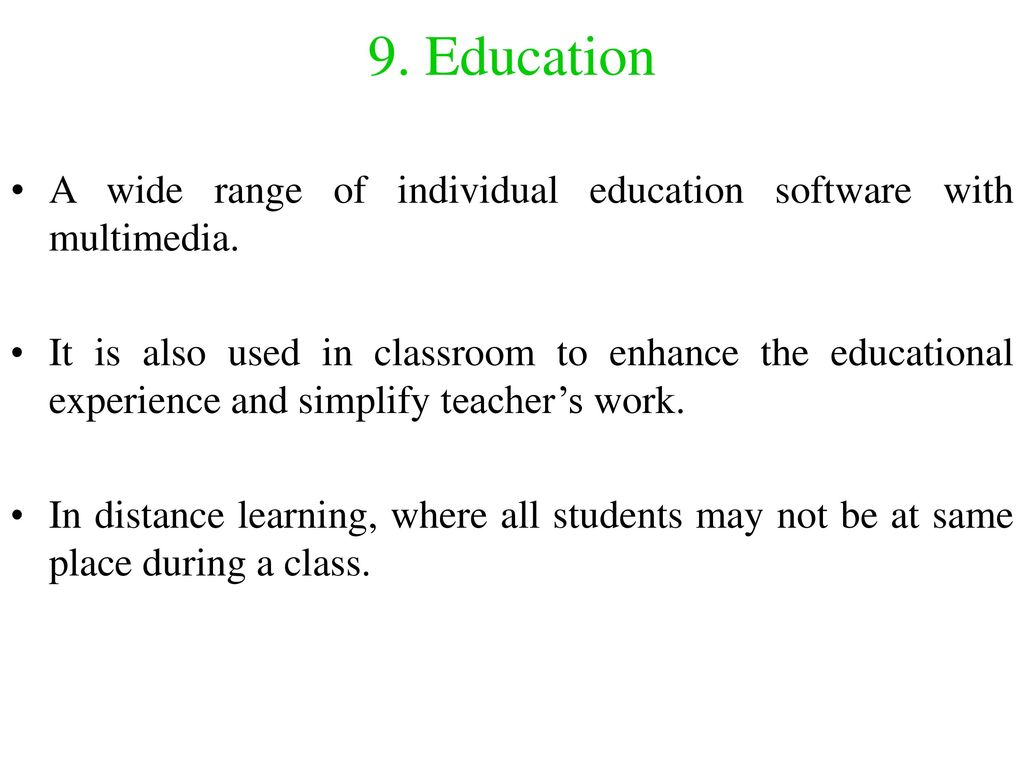 9. Education
• A wide range of individual education software with
multimedia.
• It is also used in classroom to enhance the educational
experience and simplify teacher’s work.
• In distance learning, where all students may not be at same
place during a class.